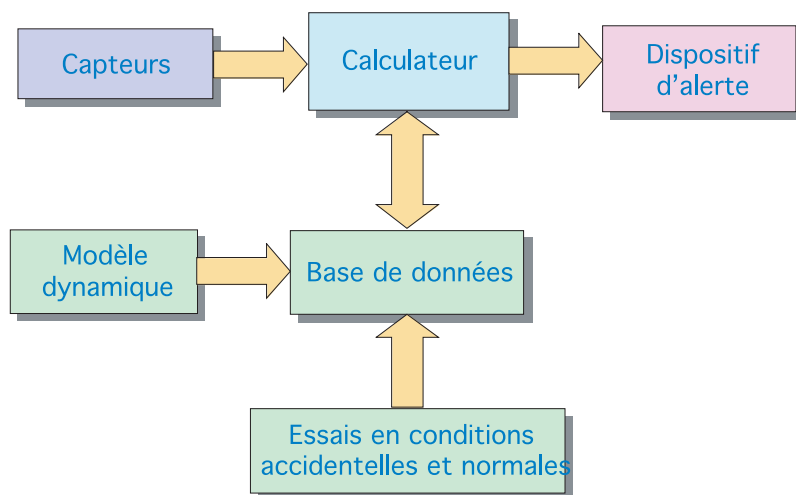 Capteurs
Calculateur
Dispositif
d'alerte
Modèle
dynamique
Base de données
Essais en conditions
accidentelles et normales